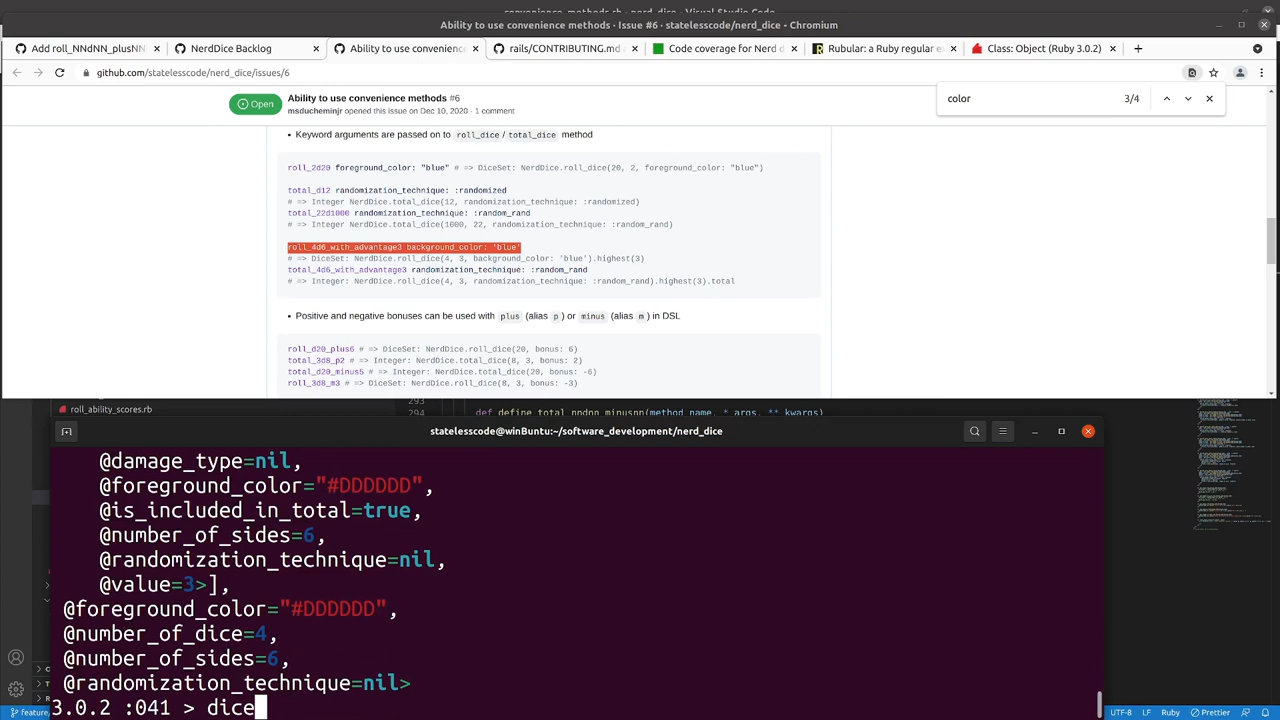 Ability to use convenience methods · Issue #6 · statelesscode/nerd_dice - Chromium
Add roll_NNdNN_plusNN
NerdDice Backlog
Ability to use convenienc
rails/CONTRIBUTING.md
Code coverage for Nerd d
Rubular: a Ruby regular e
Class: Object (Ruby 3.0.2)
github.com/statelesscode/nerd_dice/issues/6
color 3/4
Open
Ability to use convenience methods #6
msducheminjr opened this issue on Dec 10, 2020 · 1 comment
• Keyword arguments are passed on to roll_dice / total_dice method
roll_2d20 foreground_color: "blue" # => DiceSet: NerdDice.roll_dice(20, 2, foreground_color: "blue")
total_d12 randomization_technique: :randomized
# => Integer NerdDice.total_dice(12, randomization_technique: :randomized)
total_22d1000 randomization_technique: :random_rand
# => Integer NerdDice.total_dice(1000, 22, randomization_technique: :random_rand)
roll_4d6_with_advantage3 background_color: 'blue'
# => DiceSet: NerdDice.roll_dice(4, 3, background_color: 'blue').highest(3)
total_4d6_with_advantage3 randomization_technique: :random_rand
# => Integer: NerdDice.roll_dice(4, 3, randomization_technique: :random_rand).highest(3).total
• Positive and negative bonuses can be used with plus (alias p ) or minus (alias m ) in DSL
roll_d20_plus6 # => DiceSet: NerdDice.roll_dice(20, bonus: 6)
total_3d8_p2 # => Integer: NerdDice.total_dice(8, 3, bonus: 2)
total_d20_minus5 # => Integer: NerdDice.total_dice(20, bonus: -6)
roll_3d8_m3 # => DiceSet: NerdDice.roll_dice(8, 3, bonus: -3)
roll_ability_scores.rb
294 def define_total_nndnn_minusnn(method_name, *_args, **kwargs)
statelesscode@nBuntu:~/software_development/nerd_dice
@damage_type=nil,
@foreground_color="#DDDDDD",
@is_included_in_total=true,
@number_of_sides=6,
@randomization_technique=nil,
@value=3>],
@foreground_color="#DDDDDD",
@number_of_dice=4,
@number_of_sides=6,
@randomization_technique=nil>
3.0.2 :041 > dice
feature,
UTF-8
LF
Ruby
Prettier